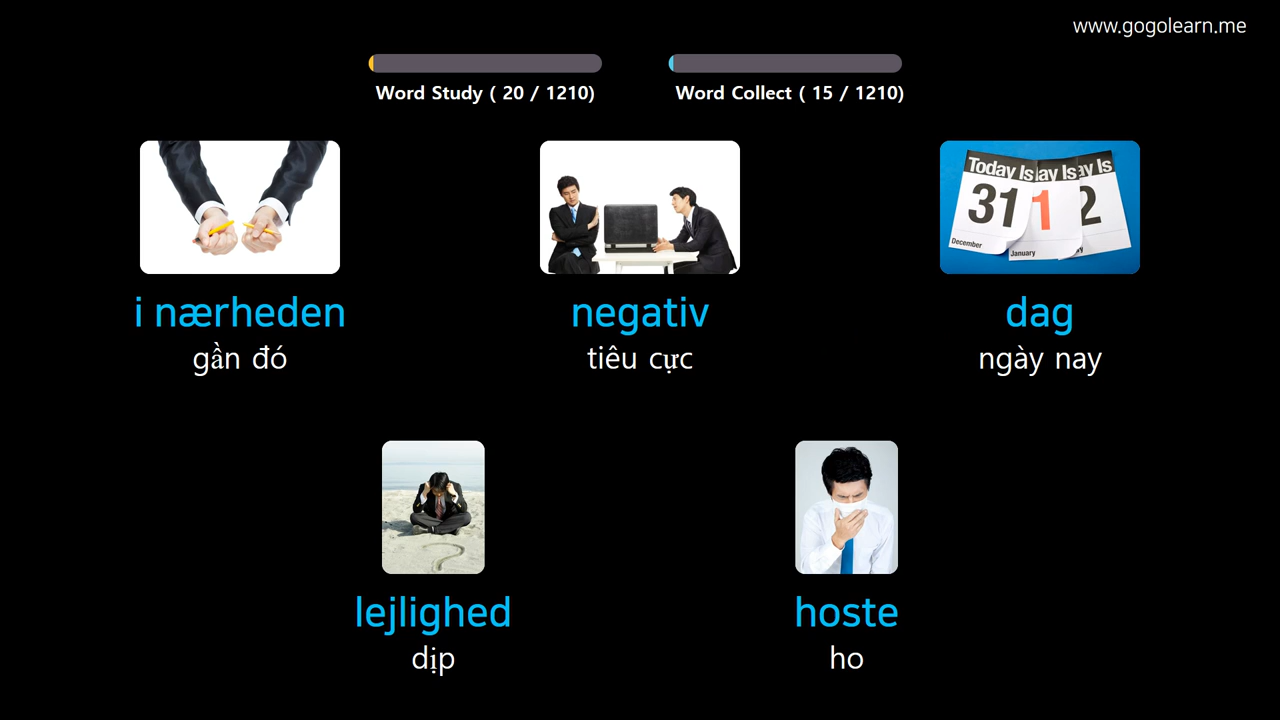 www.gogolearn.me
Word Study ( 20 / 1210)
Word Collect ( 15 / 1210)
Today Is
ay Is
ay Is
31
1
2
December
January
i nærheden
negativ
dag
gần đó
tiêu cực
ngày nay
?
lejlighed
hoste
dịp
ho